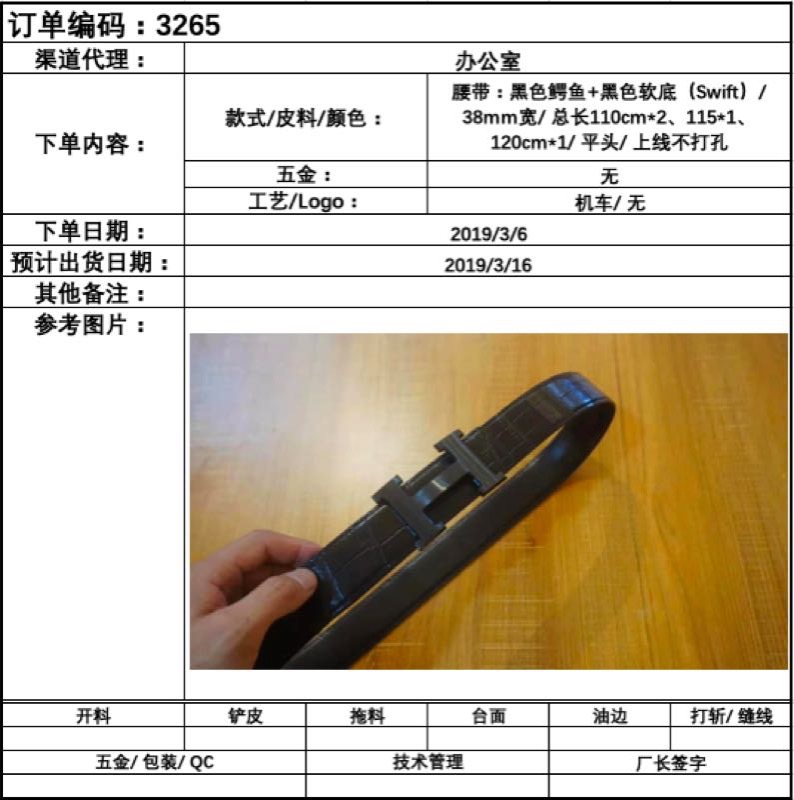 订单编码：3265
渠道代理：
办公室
下单内容：
款式/皮料/颜色：
腰带：黑色鳄鱼+黑色软底（Swift）/
38mm宽/ 总长110cm*2、115*1、
120cm*1/ 平头/ 上线不打孔
五金：
无
工艺/Logo：
机车/ 无
下单日期：
2019/3/6
预计出货日期：
2019/3/16
其他备注：
参考图片：
开料
铲皮
拖料
台面
油边
打斩/ 缝线
五金/ 包装/ QC
技术管理
厂长签字